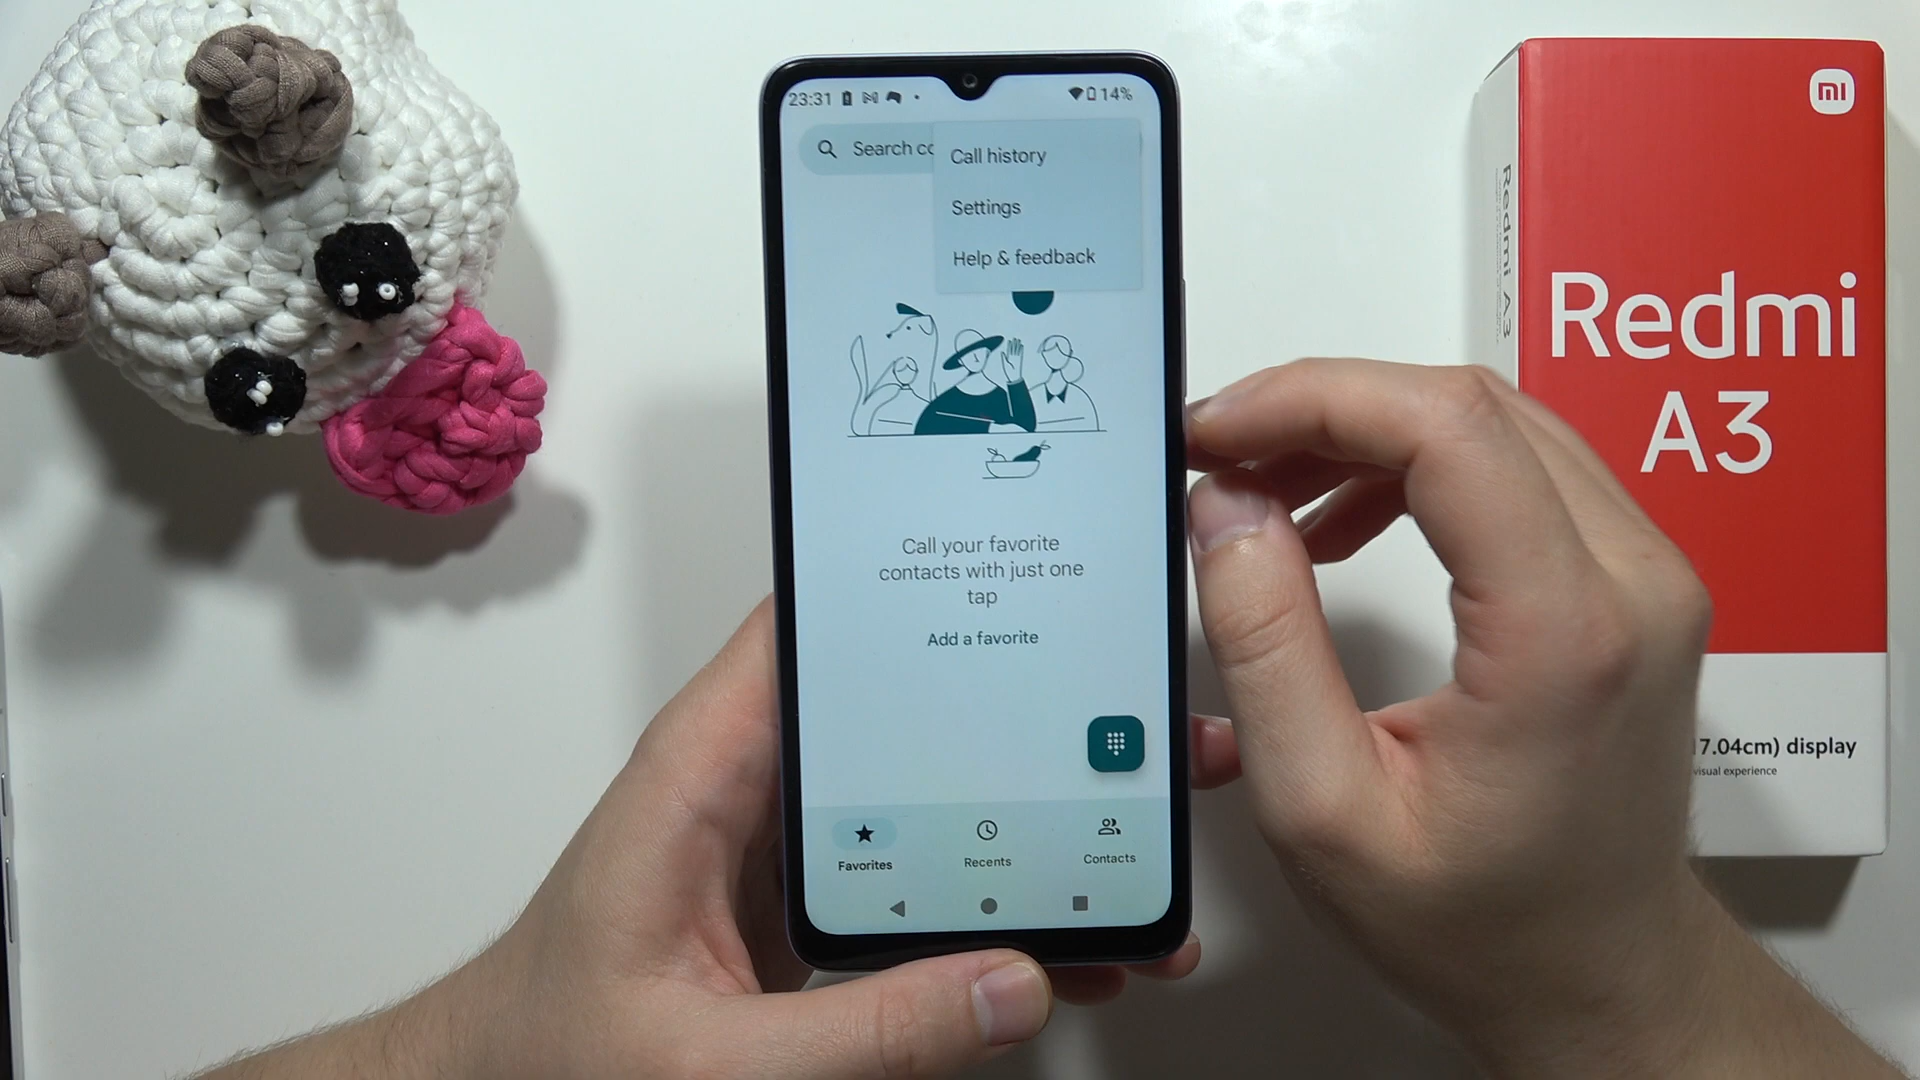 23:31
14%
Search co
Call history
Settings
Help & feedback
Call your favorite
contacts with just one
tap
Add a favorite
Favorites
Recents
Contacts
mi
Redmi
A3
Redmi A3
7.04cm) display
visual experience